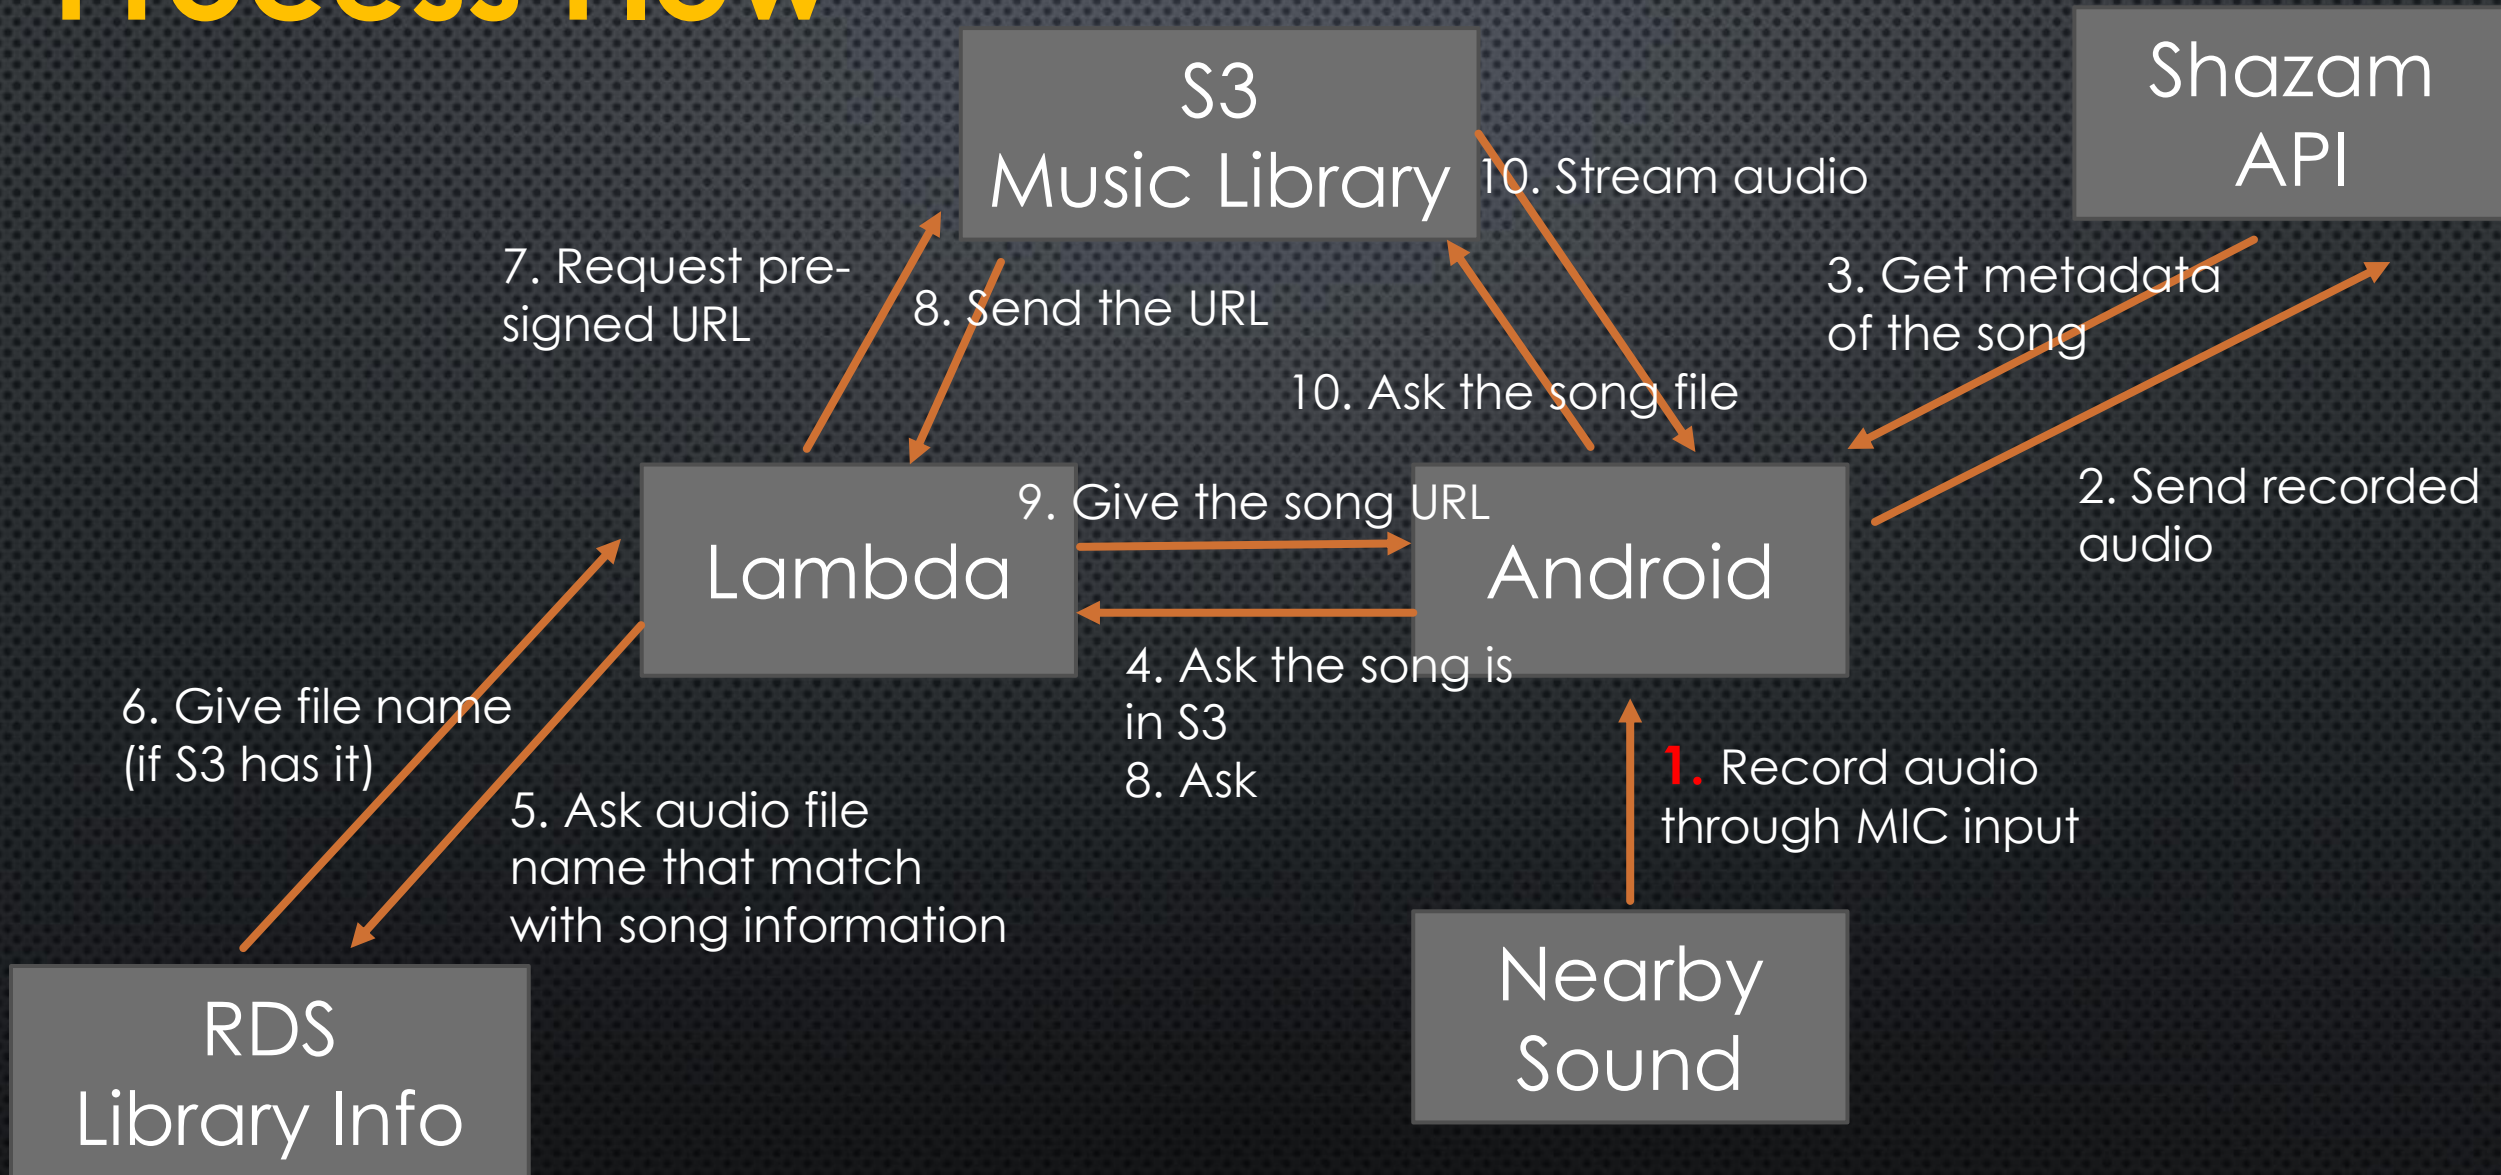 Process Flow
S3
Music Library
Shazam
API
10. Stream audio
7. Request pre-
signed URL
8. Send the URL
3. Get metadata
of the song
10. Ask the song file
2. Send recorded
audio
9. Give the song URL
Lambda
Android
4. Ask the song is
in S3
8. Ask
6. Give file name
(if S3 has it)
1. Record audio
through MIC input
5. Ask audio file
name that match
with song information
Nearby
Sound
RDS
Library Info